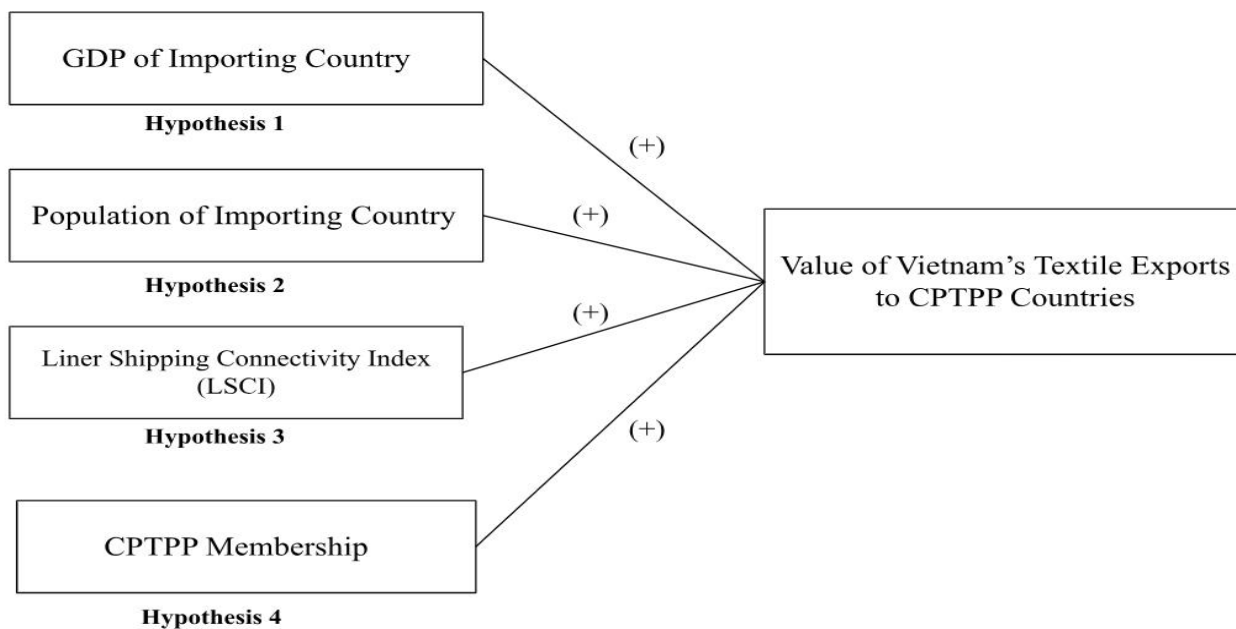 GDP of Importing Country
Hypothesis 1
(+)
Population of Importing Country
(+)
Hypothesis 2
Value of Vietnam’s Textile Exports
to CPTPP Countries
Liner Shipping Connectivity Index
(LSCI)
(+)
Hypothesis 3
(+)
CPTPP Membership
Hypothesis 4